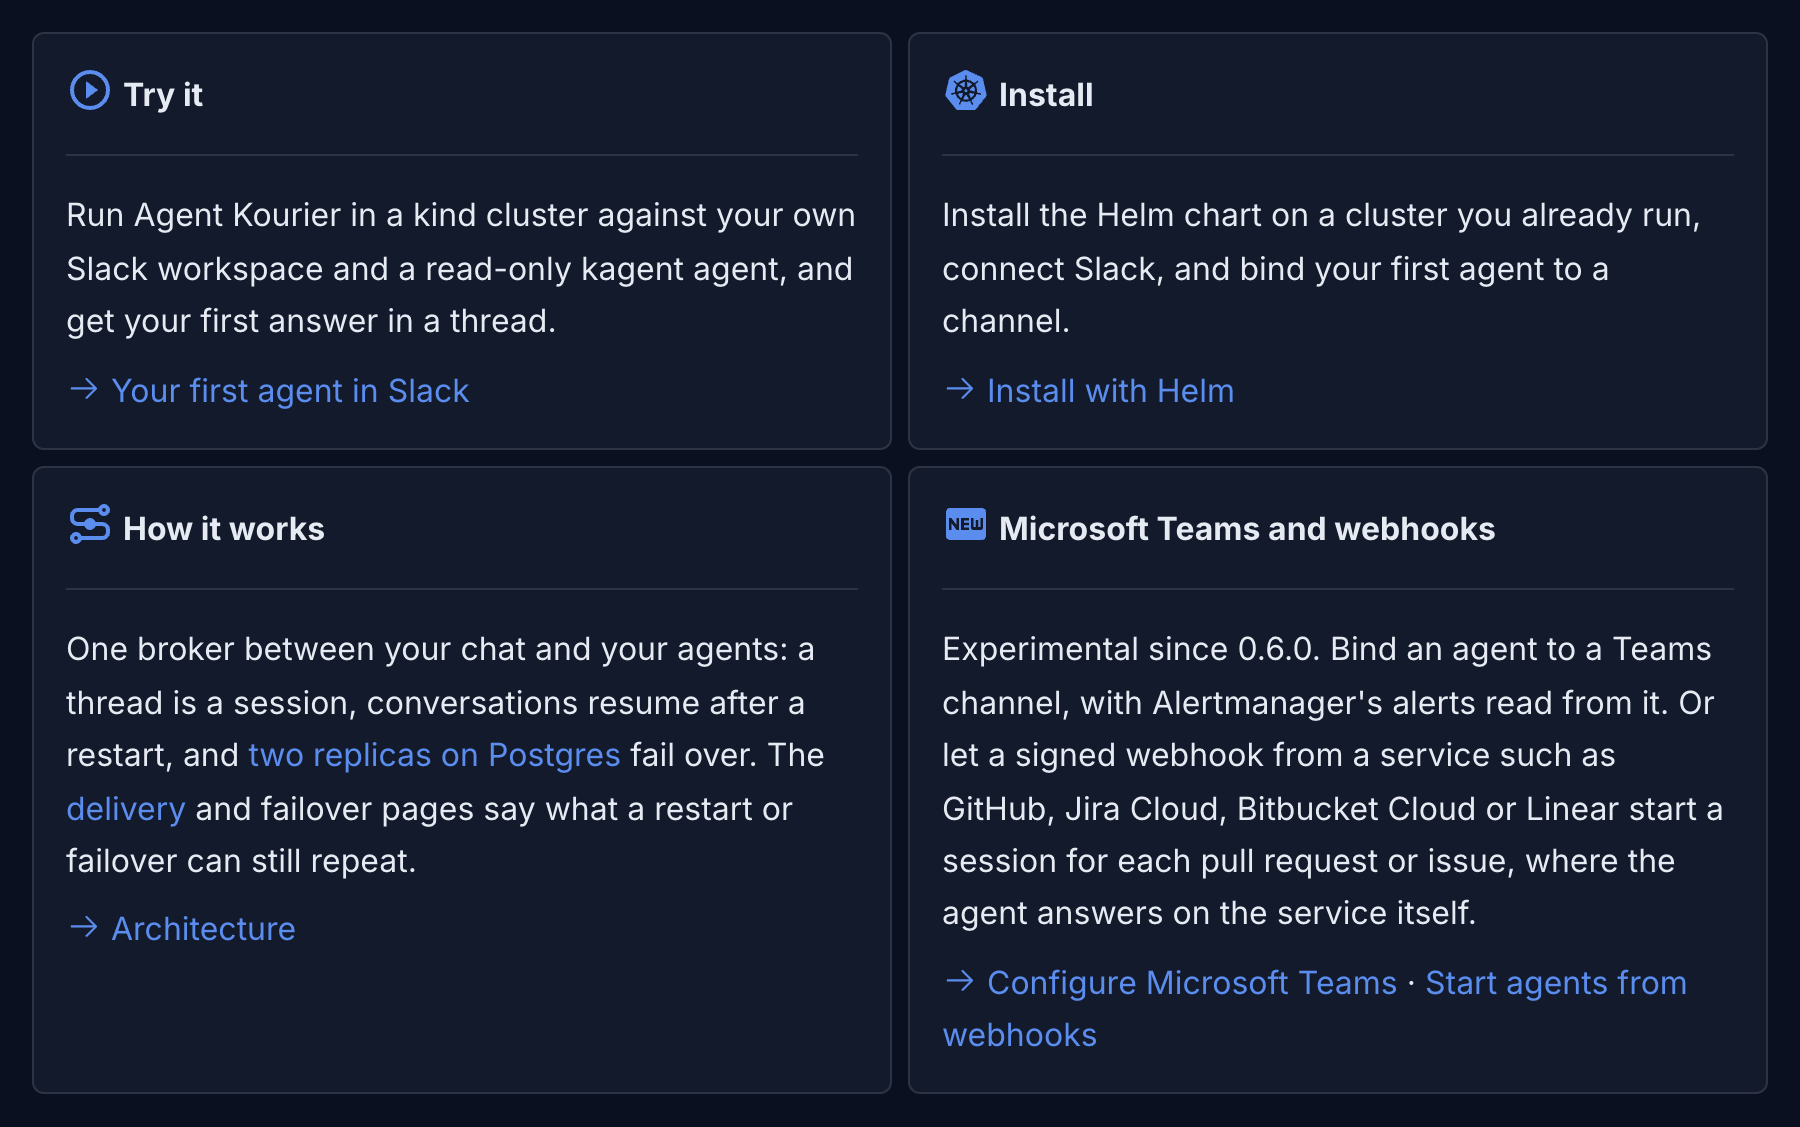 Try it
Run Agent Kourier in a kind cluster against your own
Slack workspace and a read-only kagent agent, and
get your first answer in a thread.
→ Your first agent in Slack
Install
Install the Helm chart on a cluster you already run,
connect Slack, and bind your first agent to a
channel.
→ Install with Helm
How it works
One broker between your chat and your agents: a
thread is a session, conversations resume after a
restart, and two replicas on Postgres fail over. The
delivery and failover pages say what a restart or
failover can still repeat.
→ Architecture
NEW Microsoft Teams and webhooks
Experimental since 0.6.0. Bind an agent to a Teams
channel, with Alertmanager's alerts read from it. Or
let a signed webhook from a service such as
GitHub, Jira Cloud, Bitbucket Cloud or Linear start a
session for each pull request or issue, where the
agent answers on the service itself.
→ Configure Microsoft Teams · Start agents from
webhooks